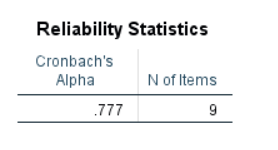 Reliability Statistics
Cronbach's
Alpha N of Items
.777 9